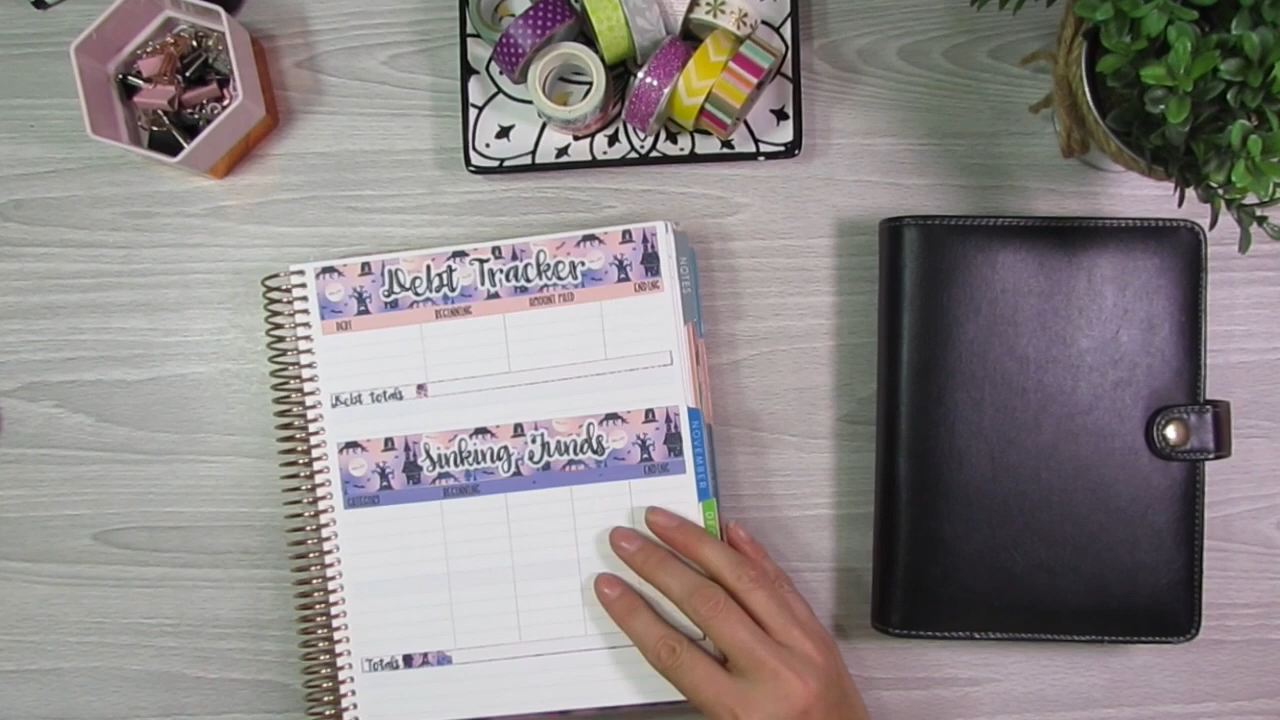 Debt Tracker
DEBT BEGINNING AMOUNT PAID ENDING
Debt totals
Sinking Funds
CATEGORY BEGINNING ENDING
Totals
NOTES
NOVEMBER